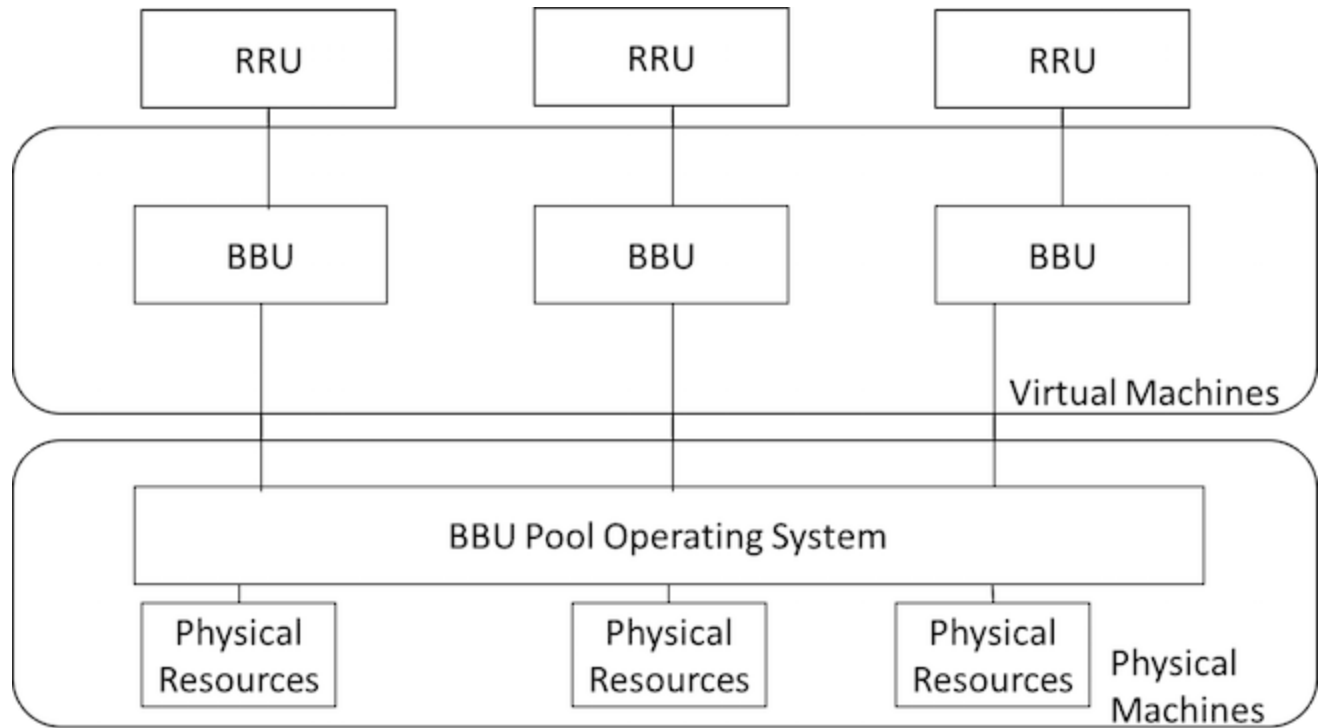 RRU
RRU
RRU
BBU
BBU
BBU
Virtual Machines
BBU Pool Operating System
Physical
Resources
Physical
Resources
Physical
Resources
Physical
Machines